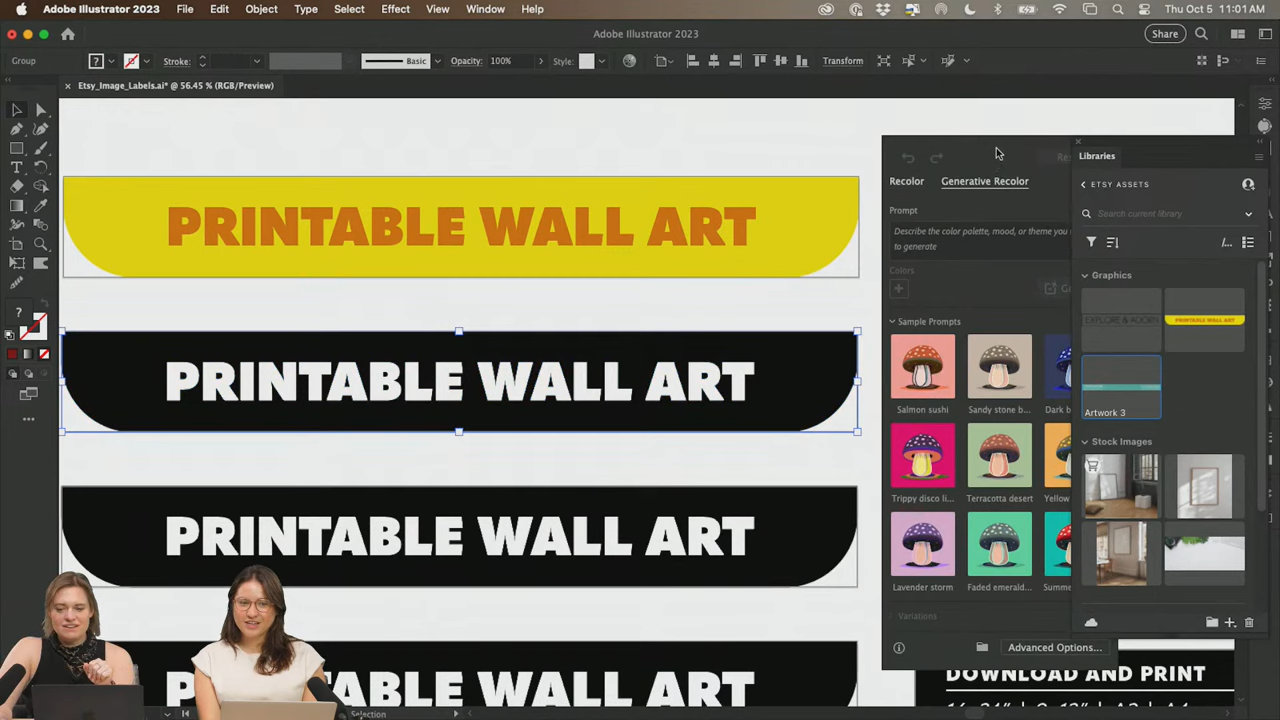 Adobe Illustrator 2023 File Edit Object Type Select Effect View Window Help Thu Oct 5 11:01 AM
Adobe Illustrator 2023 Share
Group ? Stroke: Basic Opacity: 100% Style: Transform
Etsy_Image_Labels.ai* @ 56.45 % (RGB/Preview)
PRINTABLE WALL ART
PRINTABLE WALL ART
PRINTABLE WALL ART
PRINTABLE WALL ART
?
Selection
Recolor Generative Recolor
Prompt
Describe the color palette, mood, or theme you
to generate
Colors
Sample Prompts
Salmon sushi Sandy stone b... Dark b
Trippy disco li... Terracotta desert Yellow
Lavender storm Faded emerald... Summe
Variations
Advanced Options...
Libraries
ETSY ASSETS
Search current library
Graphics
EXPLORE & ADOPT
PRINTABLE WALL ART
Artwork 3
Stock Images
DOWNLOAD AND PRINT